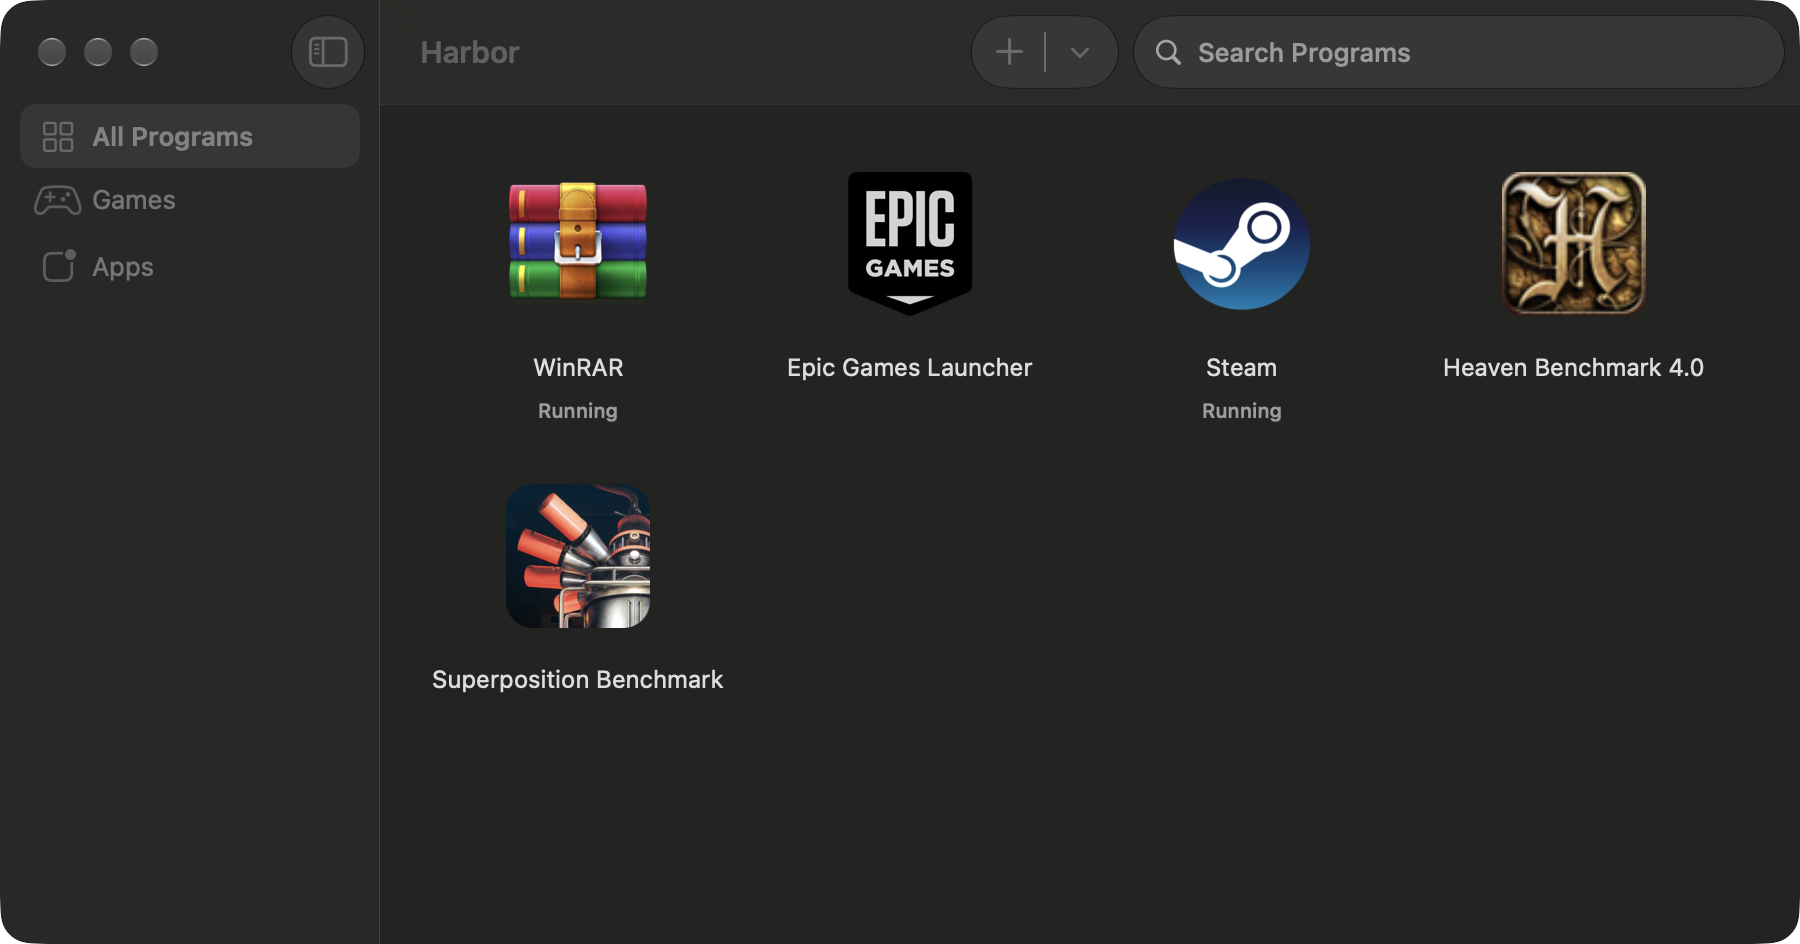 Harbor
Search Programs
All Programs
Games
Apps
EPIC
GAMES
WinRAR
Running
Epic Games Launcher
Steam
Running
Heaven Benchmark 4.0
Superposition Benchmark